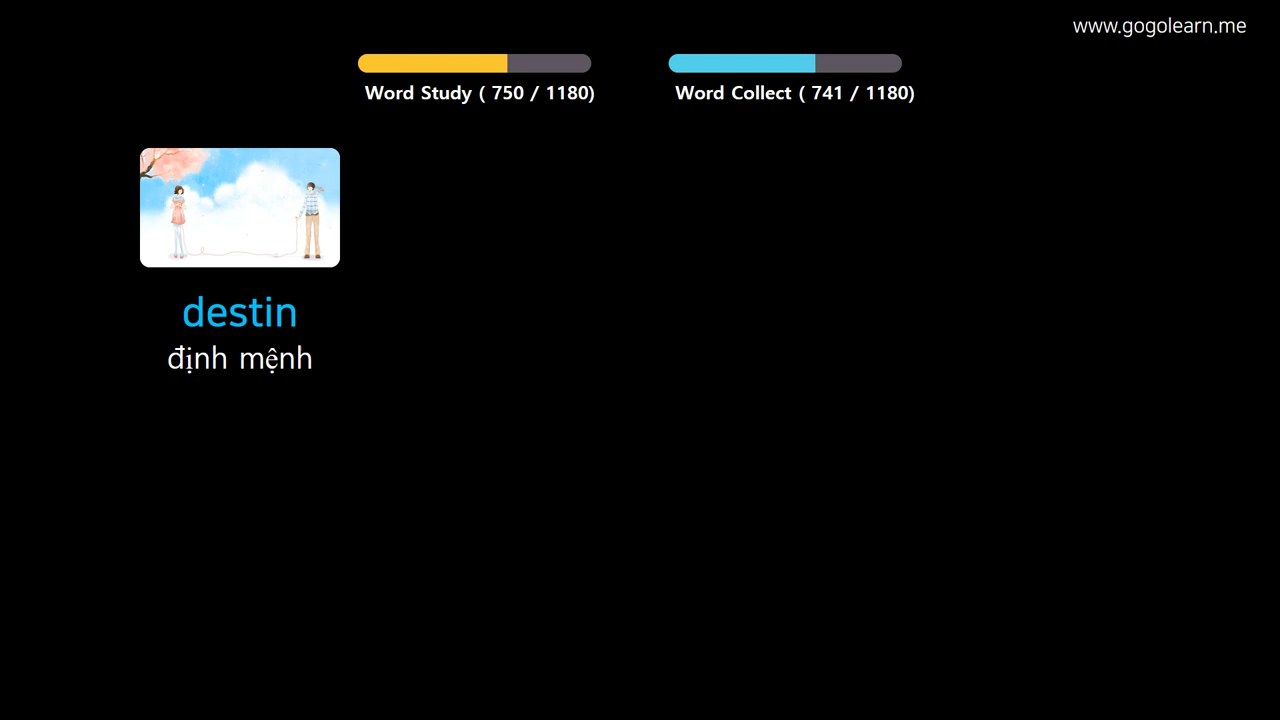 www.gogolearn.me
Word Study ( 750 / 1180)
Word Collect ( 741 / 1180)
destin
định mệnh